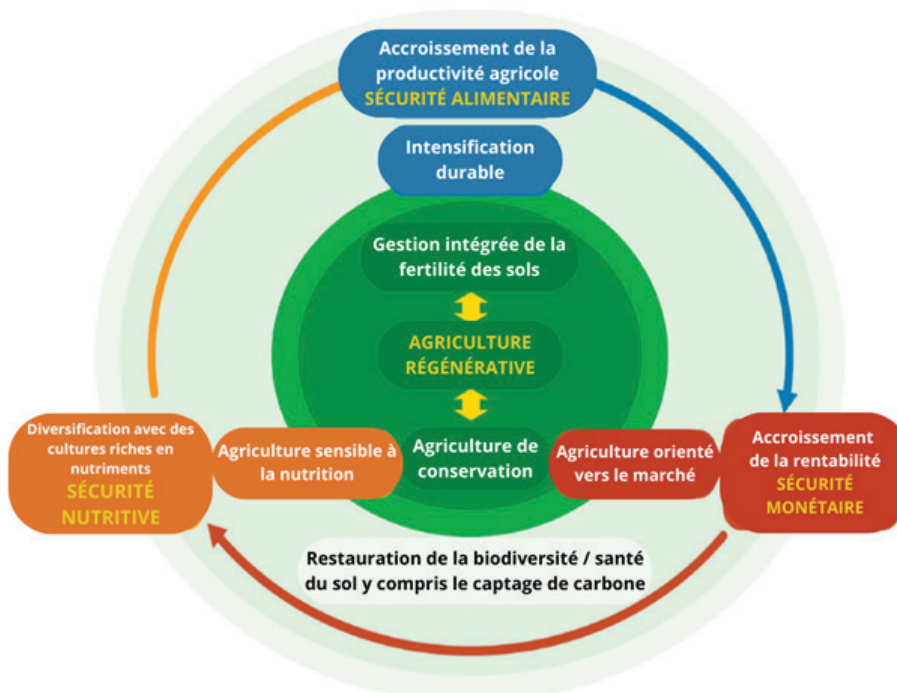 Accroissement de la
productivité agricole
SÉCURITÉ ALIMENTAIRE
Intensification
durable
Gestion intégrée de la
fertilité des sols
AGRICULTURE
RÉGÉNÉRATIVE
Diversification avec des
cultures riches en
nutriments
SÉCURITÉ
NUTRITIVE
Agriculture sensible à
la nutrition
Agriculture de
conservation
Agriculture orienté
vers le marché
Accroissement
de la rentabilité
SÉCURITÉ
MONÉTAIRE
Restauration de la biodiversité / santé
du sol y compris le captage de carbone